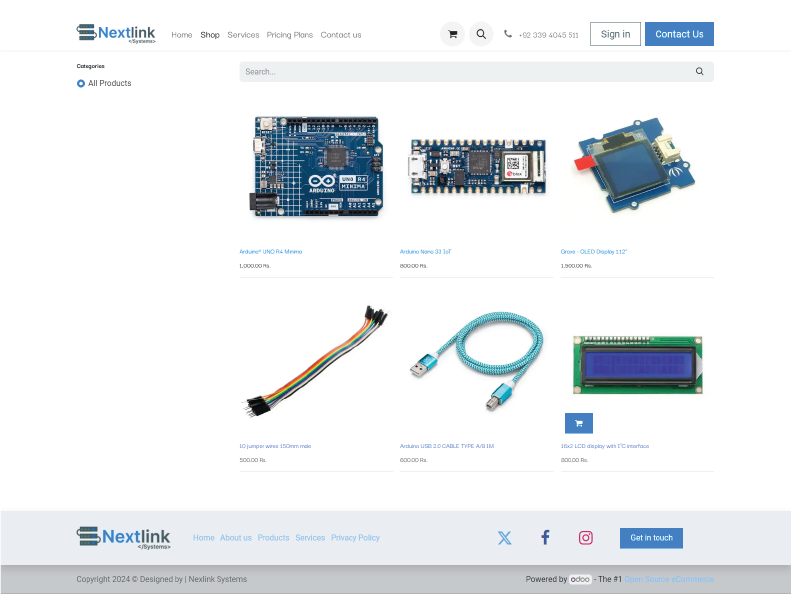 Nextlink
</Systems>
Home Shop Services Pricing Plans Contact us
+92 339 4045 511
Sign in
Contact Us
Categories
All Products
Search...
ARDUINO
UNO R4
MINIMA
Arduino® UNO R4 Minima
1,000.00 Rs.
Arduino Nano 33 IoT
800.00 Rs.
Grove - OLED Display 1.12"
1,500.00 Rs.
10 jumper wires 150mm male
500.00 Rs.
Arduino USB 2.0 CABLE TYPE A/B 1M
600.00 Rs.
16x2 LCD display with I²C interface
800.00 Rs.
Nextlink
</Systems>
Home About us Products Services Privacy Policy
Get in touch
Copyright 2024 © Designed by | Nexlink Systems
Powered by odoo - The #1 Open Source eCommerce